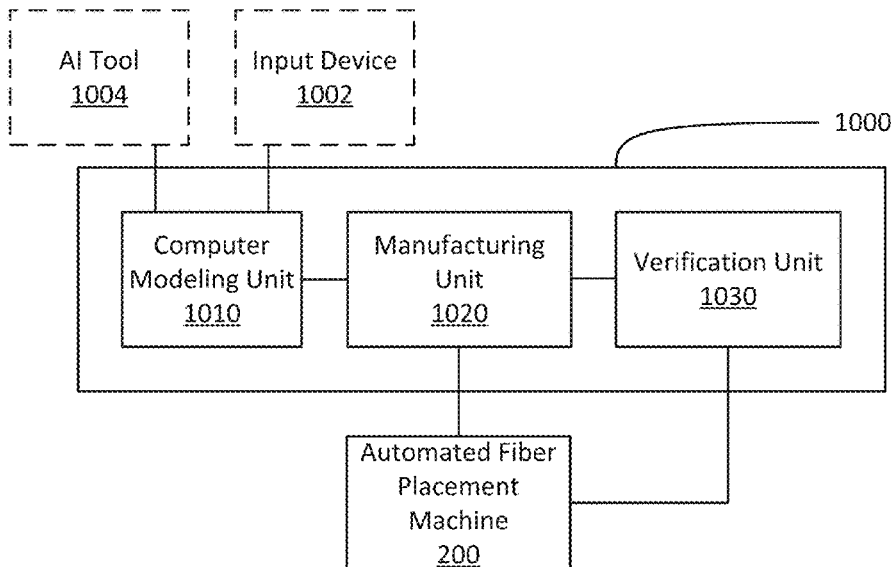 AI Tool
1004
Input Device
1002
1000
Computer
Modeling Unit
1010
Manufacturing
Unit
1020
Verification Unit
1030
Automated Fiber
Placement
Machine
200